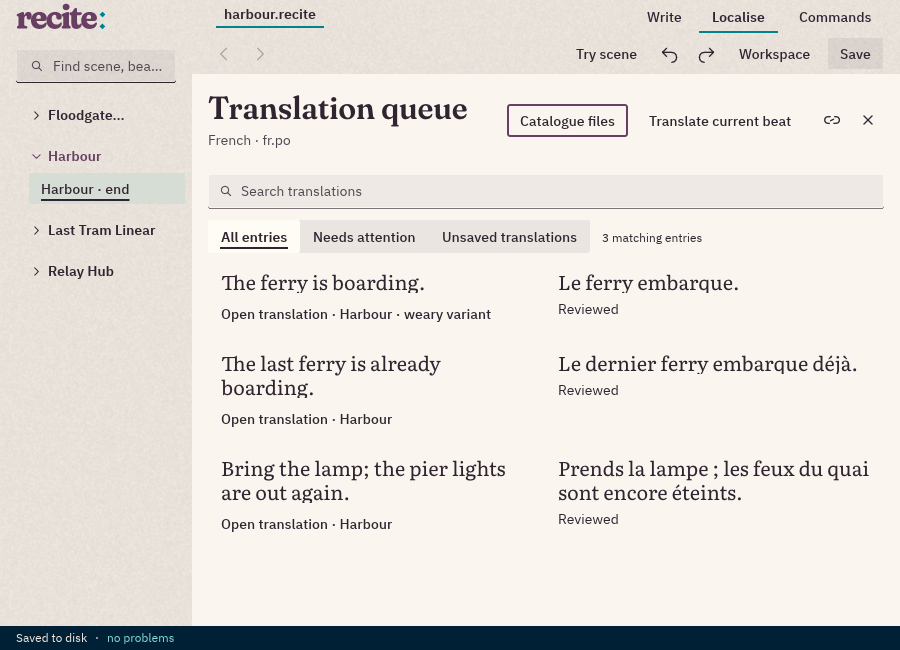 recite:
harbour.recite
Write
Localise
Commands
Try scene
Workspace
Save
Find scene, bea...
Floodgate...
Harbour
Harbour · end
Last Tram Linear
Relay Hub
Translation queue
French · fr.po
Catalogue files
Translate current beat
Search translations
All entries
Needs attention
Unsaved translations
3 matching entries
The ferry is boarding.
Open translation · Harbour · weary variant
Le ferry embarque.
Reviewed
The last ferry is already
boarding.
Open translation · Harbour
Le dernier ferry embarque déjà.
Reviewed
Bring the lamp; the pier lights
are out again.
Open translation · Harbour
Prends la lampe ; les feux du quai
sont encore éteints.
Reviewed
Saved to disk · no problems